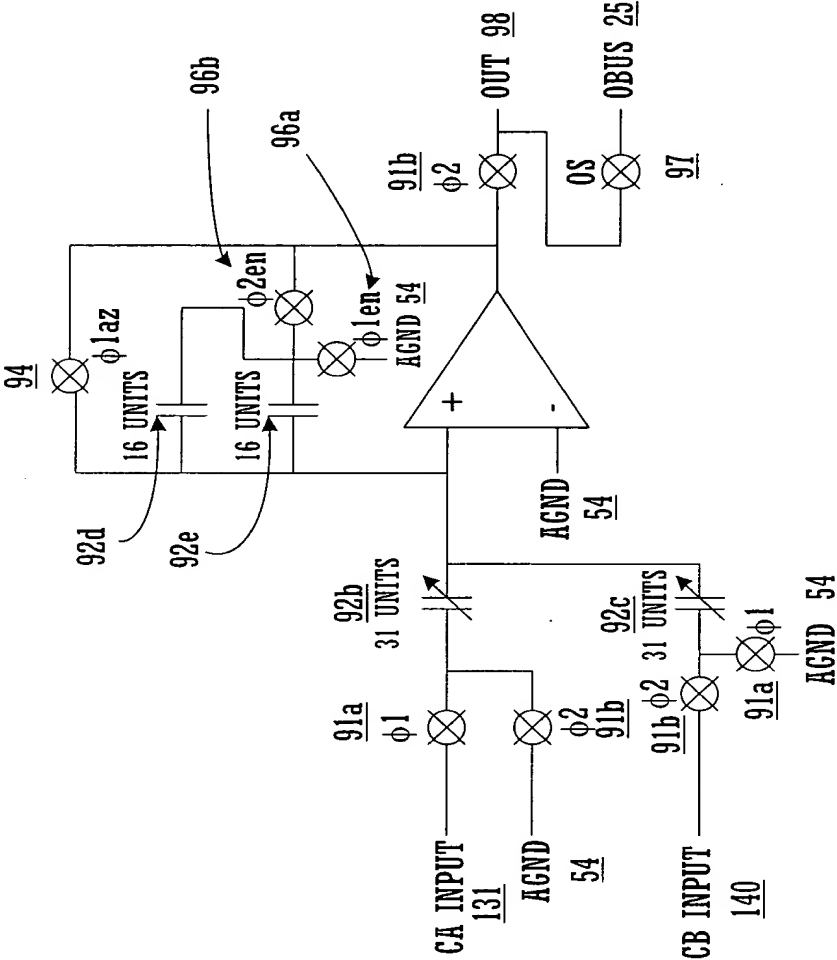 94
ϕ1az
16 UNITS
92d
16 UNITS
92e
ϕ2en
96b
ϕ1en
96a
AGND 54
91b
ϕ2
OUT 98
OS
97
OBUS 25
+
-
AGND
54
92b
31 UNITS
91a
ϕ1
CA INPUT
131
ϕ2
91b
AGND
54
92c
31 UNITS
ϕ2
91b
ϕ1
91a
AGND 54
CB INPUT
140